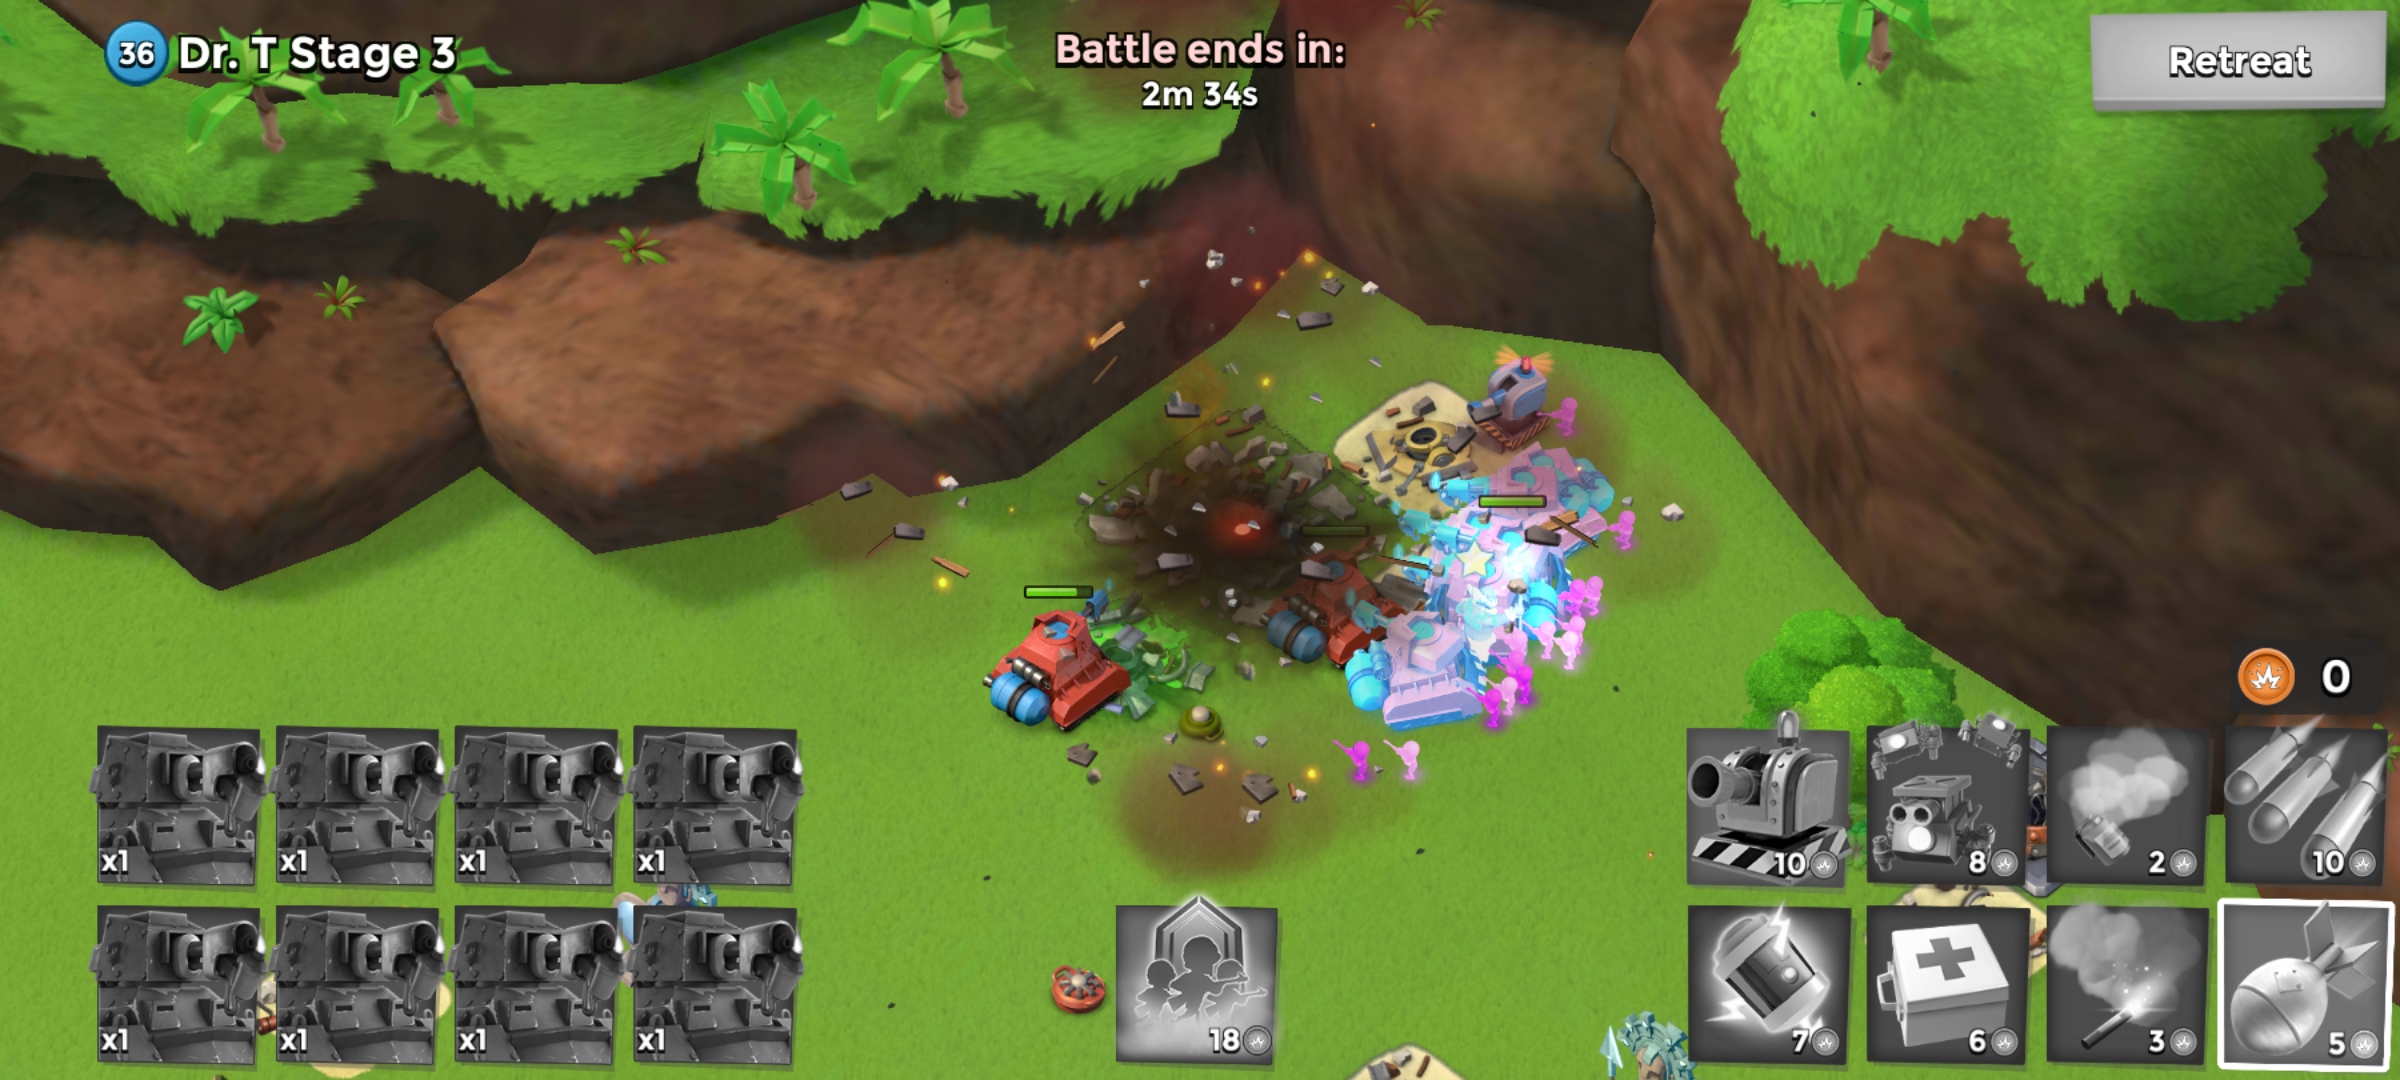 36 Dr. T Stage 3
Battle ends in:
2m 34s
Retreat
0
x1 x1 x1 x1
10 8 2 10
x1 x1 x1 x1
18
7 6 3 5